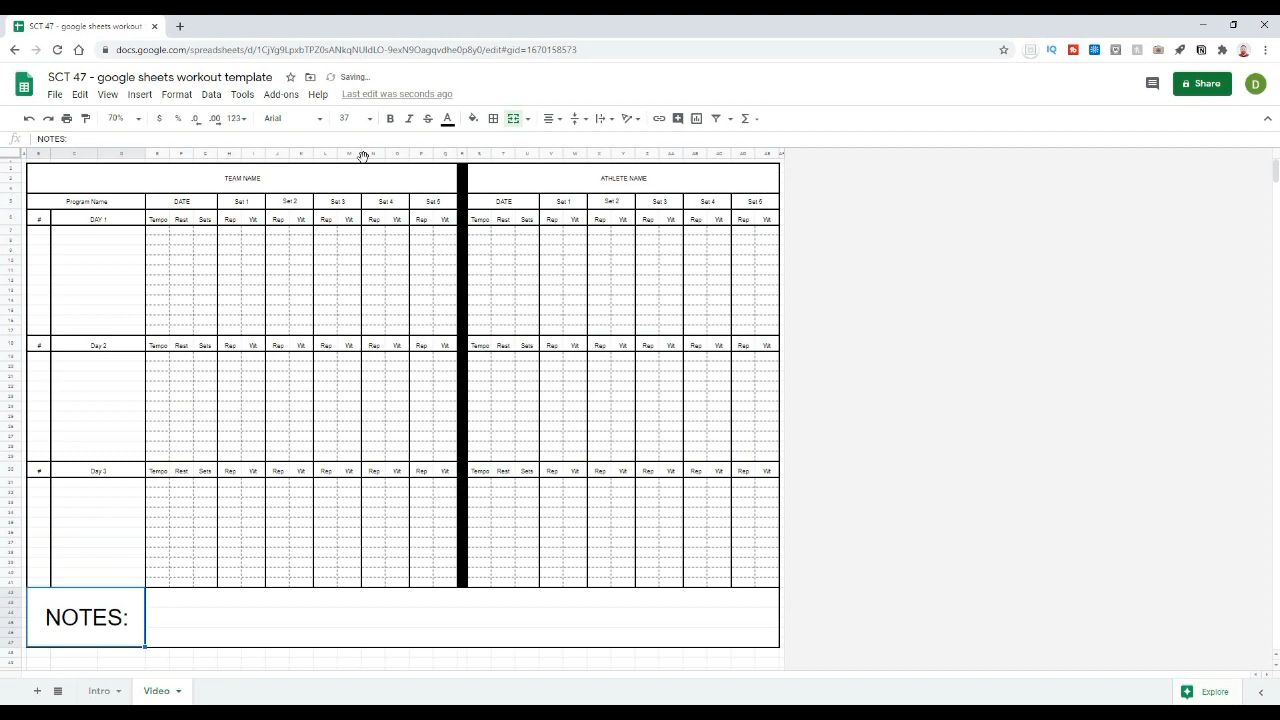 SCT 47 - google sheets workout
docs.google.com/spreadsheets/d/1CjYg9LpxbTPZ0sANkqNUldLO-9exN9Oagqvdhe0p8y0/edit#gid=1670158573
SCT 47 - google sheets workout template
Saving...
File Edit View Insert Format Data Tools Add-ons Help Last edit was seconds ago
Share
D
70% $ % .0 .00 123 Arial 37 B I S A
fx NOTES:
TEAM NAME ATHLETE NAME
Program Name DATE Set 1 Set 2 Set 3 Set 4 Set 5 DATE Set 1 Set 2 Set 3 Set 4 Set 5
# DAY 1 Tempo Rest Sets Rep Wt Rep Wt Rep Wt Rep Wt Rep Wt Tempo Rest Sets Rep Wt Rep Wt Rep Wt Rep Wt Rep Wt
# Day 2 Tempo Rest Sets Rep Wt Rep Wt Rep Wt Rep Wt Rep Wt Tempo Rest Sets Rep Wt Rep Wt Rep Wt Rep Wt Rep Wt
# Day 3 Tempo Rest Sets Rep Wt Rep Wt Rep Wt Rep Wt Rep Wt Tempo Rest Sets Rep Wt Rep Wt Rep Wt Rep Wt Rep Wt
NOTES:
Intro Video Explore